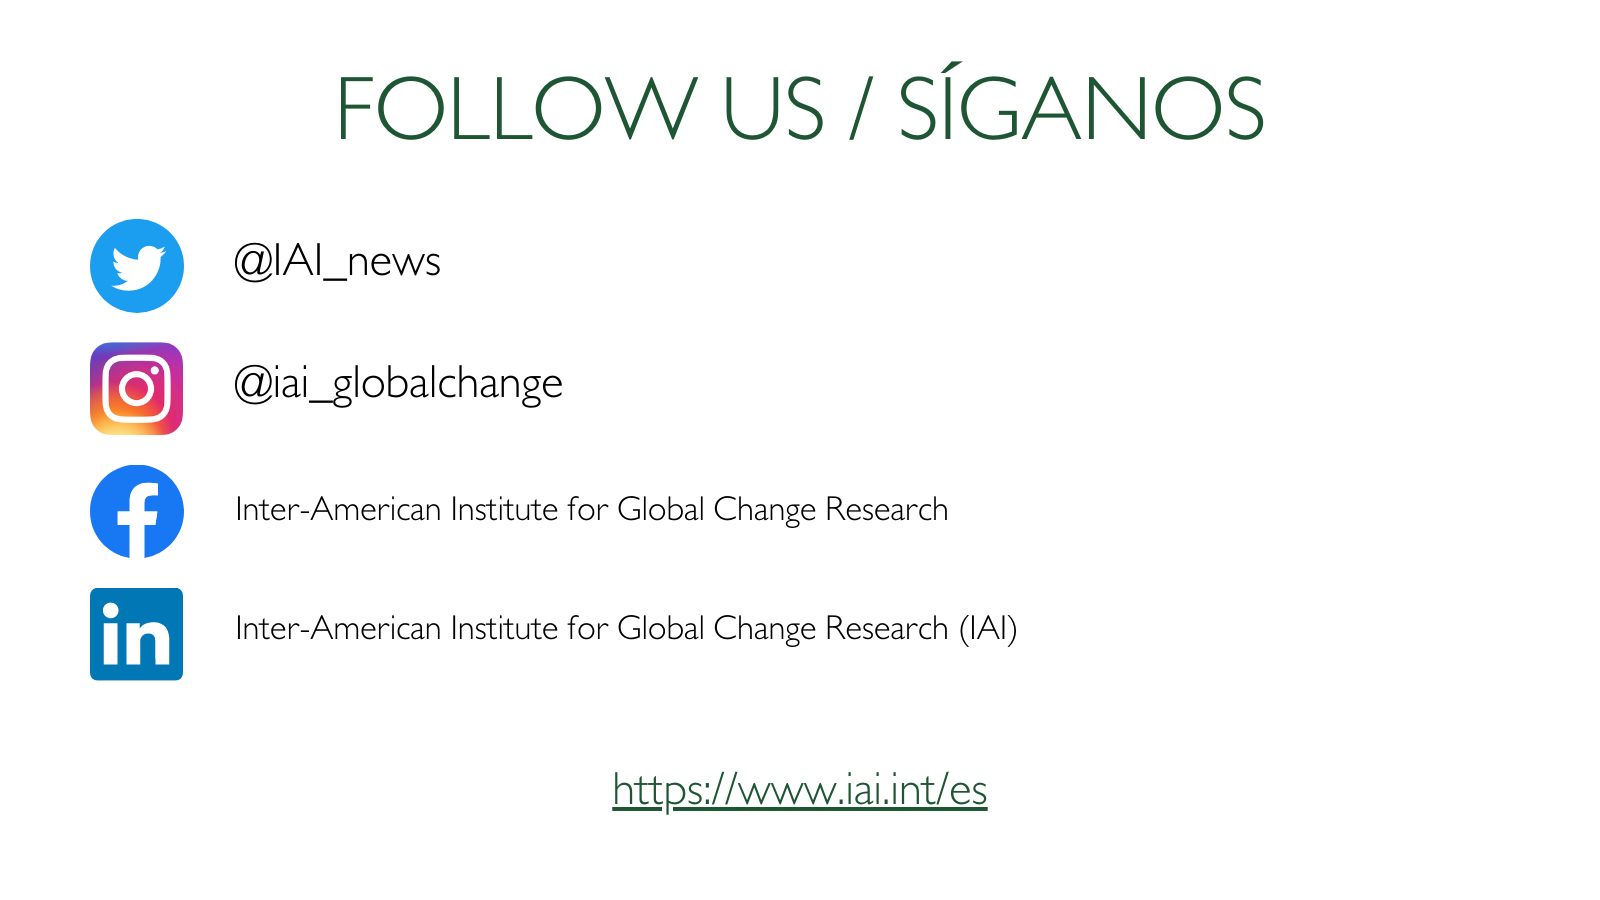 FOLLOW US / SÍGANOS
@IAI_news
@iai_globalchange
Inter-American Institute for Global Change Research
Inter-American Institute for Global Change Research (IAI)
https://www.iai.int/es